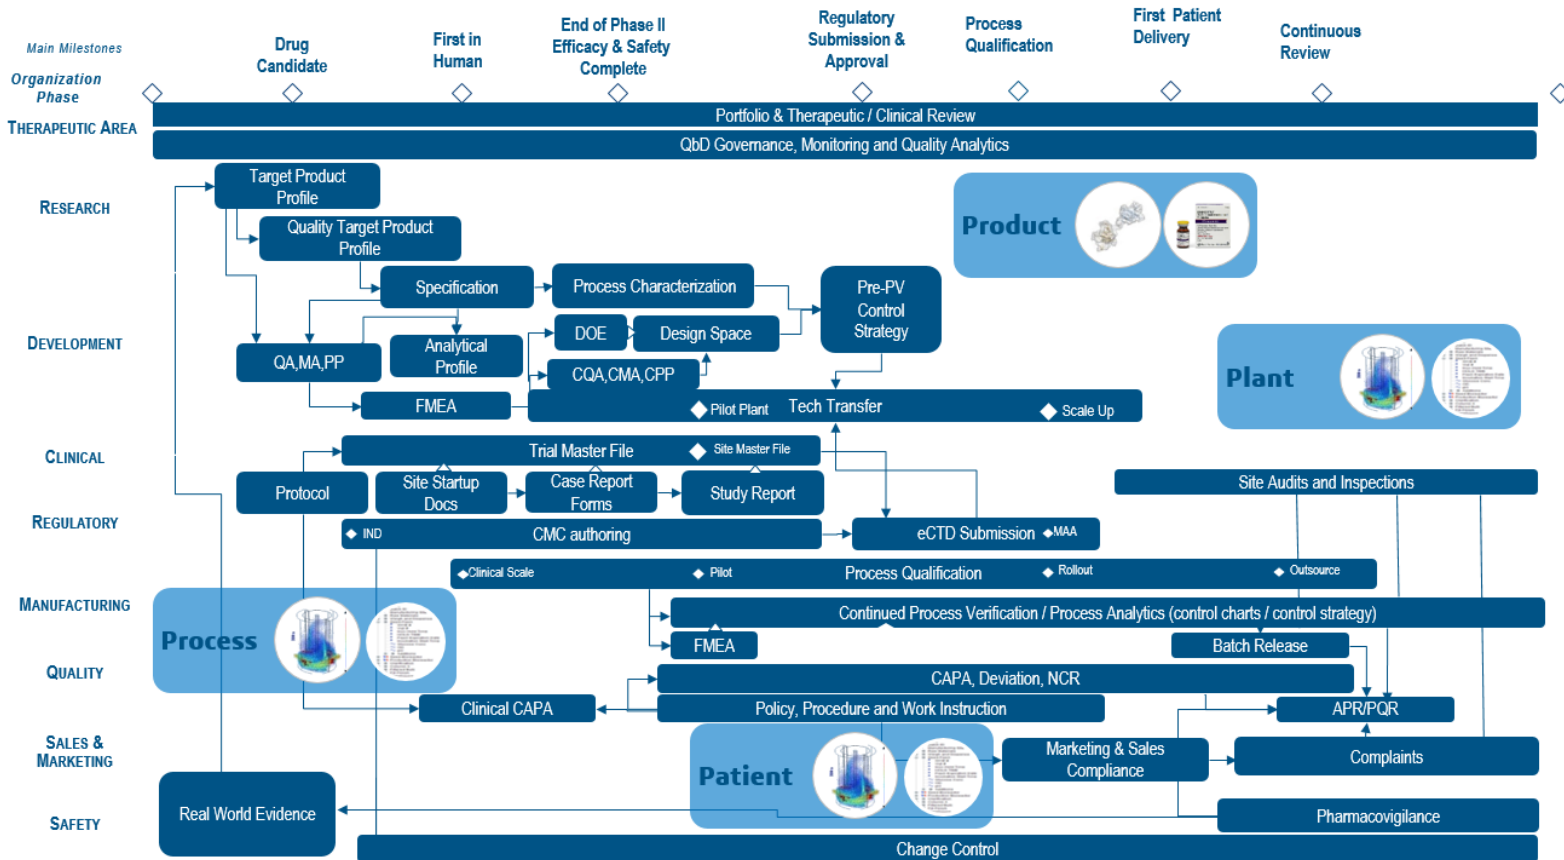 Main Milestones
Organization
Phase
Drug
Candidate
First in
Human
End of Phase II
Efficacy & Safety
Complete
Regulatory
Submission &
Approval
Process
Qualification
First Patient
Delivery
Continuous
Review
THERAPEUTIC AREA
Portfolio & Therapeutic / Clinical Review
QbD Governance, Monitoring and Quality Analytics
RESEARCH
Target Product
Profile
Quality Target Product
Profile
Product
DEVELOPMENT
Specification
Process Characterization
Pre-PV
Control
Strategy
DOE
Design Space
QA,MA,PP
Analytical
Profile
CQA,CMA,CPP
FMEA
Pilot Plant
Tech Transfer
Scale Up
Plant
CLINICAL
Trial Master File
Site Master File
Protocol
Site Startup
Docs
Case Report
Forms
Study Report
Site Audits and Inspections
REGULATORY
IND
CMC authoring
eCTD Submission
MAA
Clinical Scale
Pilot
Process Qualification
Rollout
Outsource
MANUFACTURING
Process
Continued Process Verification / Process Analytics (control charts / control strategy)
FMEA
Batch Release
QUALITY
CAPA, Deviation, NCR
Clinical CAPA
Policy, Procedure and Work Instruction
APR/PQR
SALES &
MARKETING
Patient
Marketing & Sales
Compliance
Complaints
SAFETY
Real World Evidence
Pharmacovigilance
Change Control